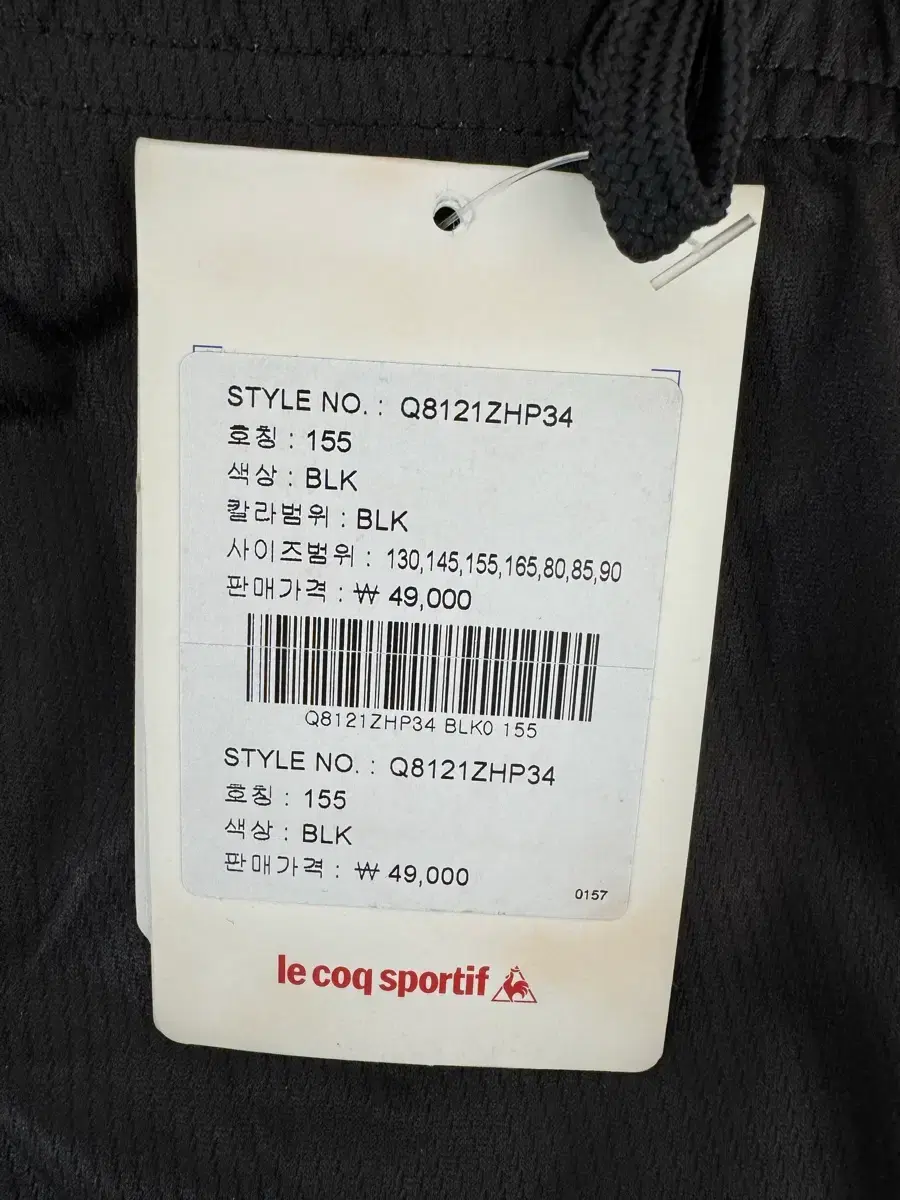 STYLE NO. : Q8121ZHP34
호칭 : 155
색상 : BLK
칼라범위 : BLK
사이즈범위 : 130,145,155,165,80,85,90
판매가격 : ₩ 49,000
Q8121ZHP34 BLK0 155
STYLE NO. : Q8121ZHP34
호칭 : 155
색상 : BLK
판매가격 : ₩ 49,000
0157
le coq sportif